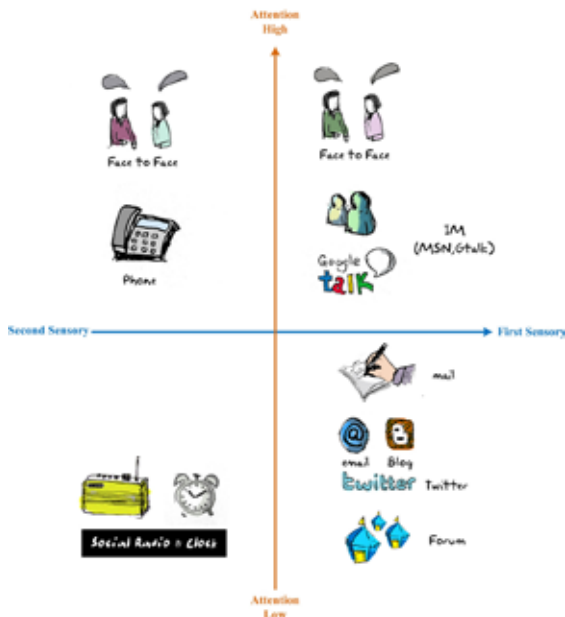 Attention
High
Face to Face
Face to Face
Phone
IM
(MSN,Gtalk)
Google
talk
Second Sensory
First Sensory
mail
@
email
Blog
twitter
Twitter
Social Radio n Clock
Forum
Attention
Low